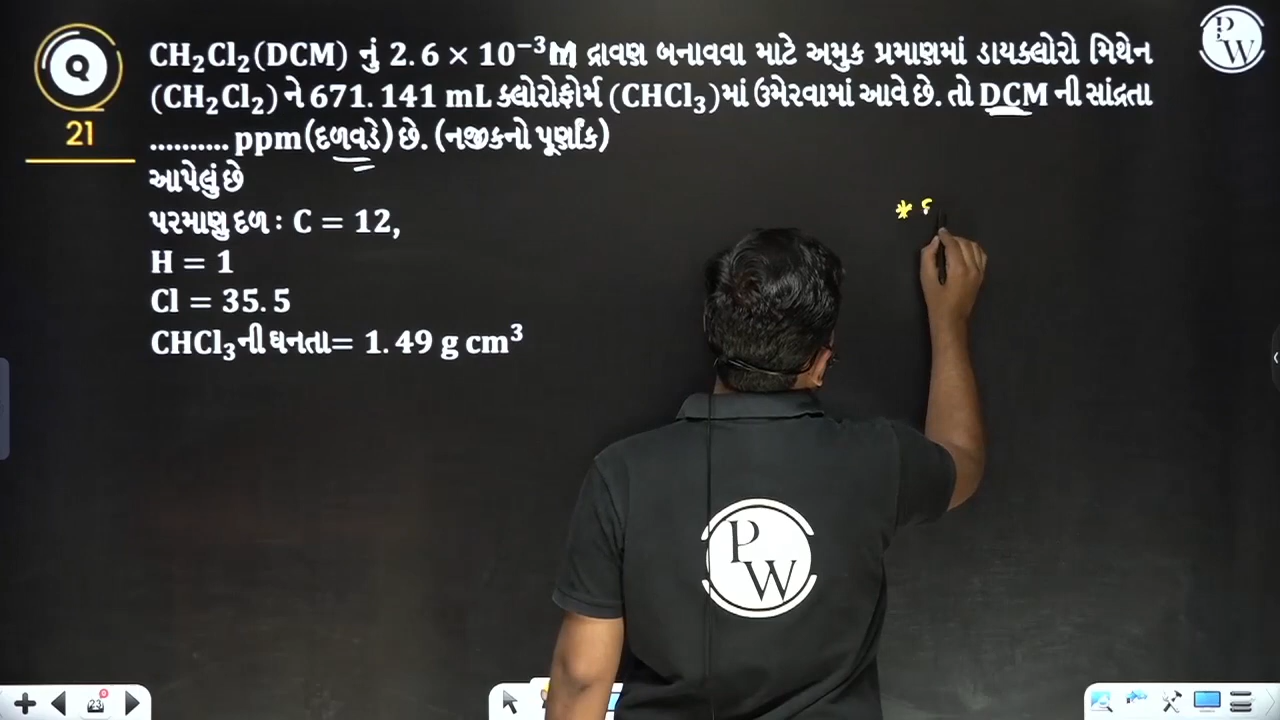 Q
21
CH₂Cl₂(DCM) નું 2.6 × 10⁻³M દ્રાવણ બનાવવા માટે અમુક પ્રમાણમાં ડાયક્લોરો મિથેન
(CH₂Cl₂) ને 671.141 mL ક્લોરોફોર્મ (CHCl₃)માં ઉમેરવામાં આવે છે. તો DCM ની સાંદ્રતા
........... ppm(દળવડે) છે. (નજીકનો પૂર્ણાંક)
આપેલું છે
પરમાણુ દળ : C = 12,
H = 1
Cl = 35.5
CHCl₃ની ઘનતા= 1.49 g cm³
PW
PW
23